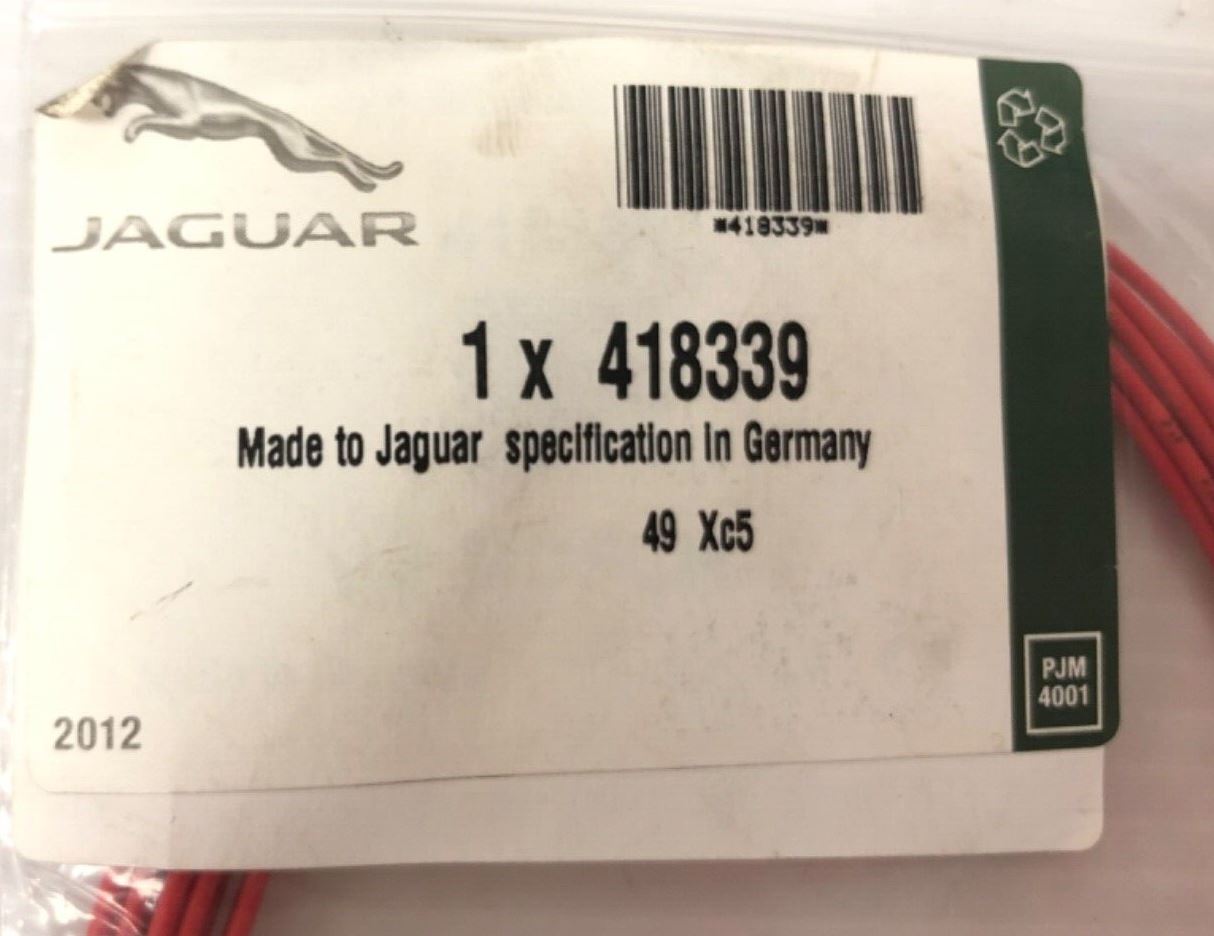 JAGUAR
*418339*
1 x 418339
Made to Jaguar specification in Germany
49 Xc5
PJM
4001
2012